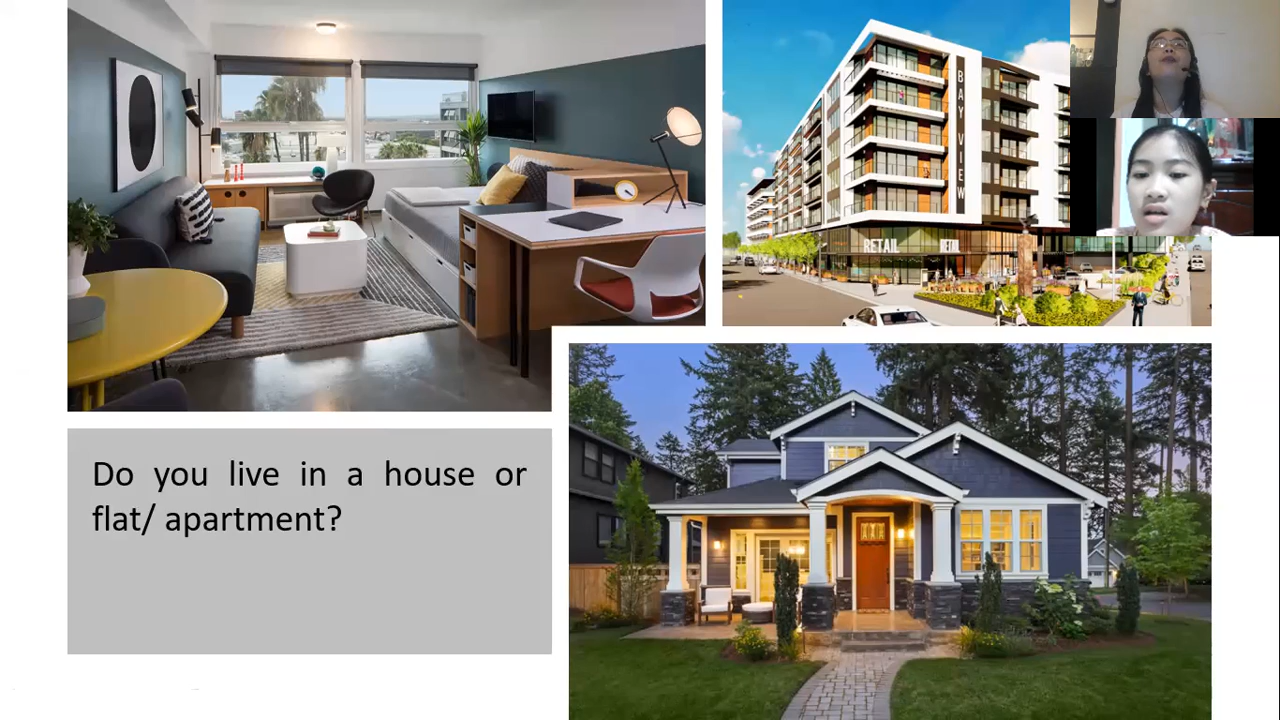 BAY VIEW
RETAIL
RETAIL
Do you live in a house or
flat/ apartment?